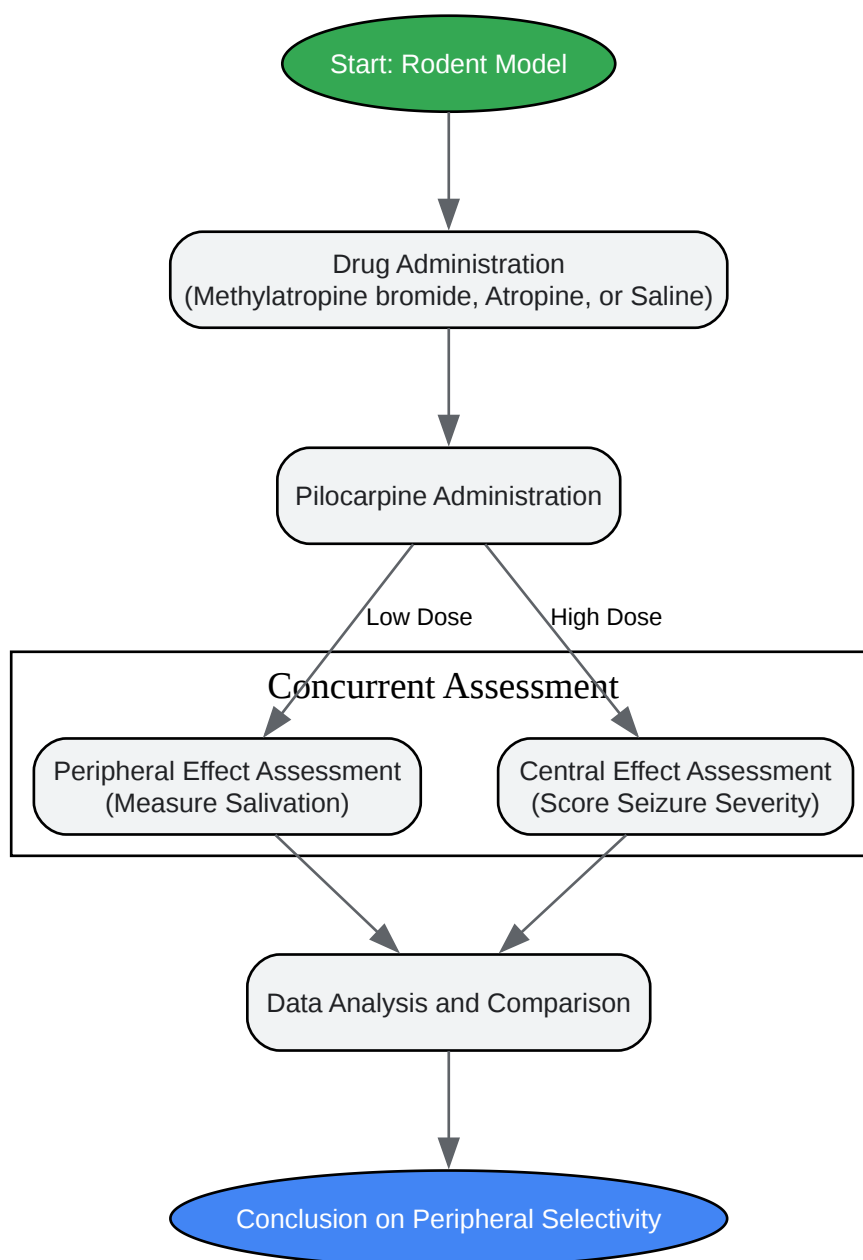 Start: Rodent Model
Drug Administration
(Methylatropine bromide, Atropine, or Saline)
Pilocarpine Administration
Low Dose
High Dose
Concurrent Assessment
Peripheral Effect Assessment
(Measure Salivation)
Central Effect Assessment
(Score Seizure Severity)
Data Analysis and Comparison
Conclusion on Peripheral Selectivity